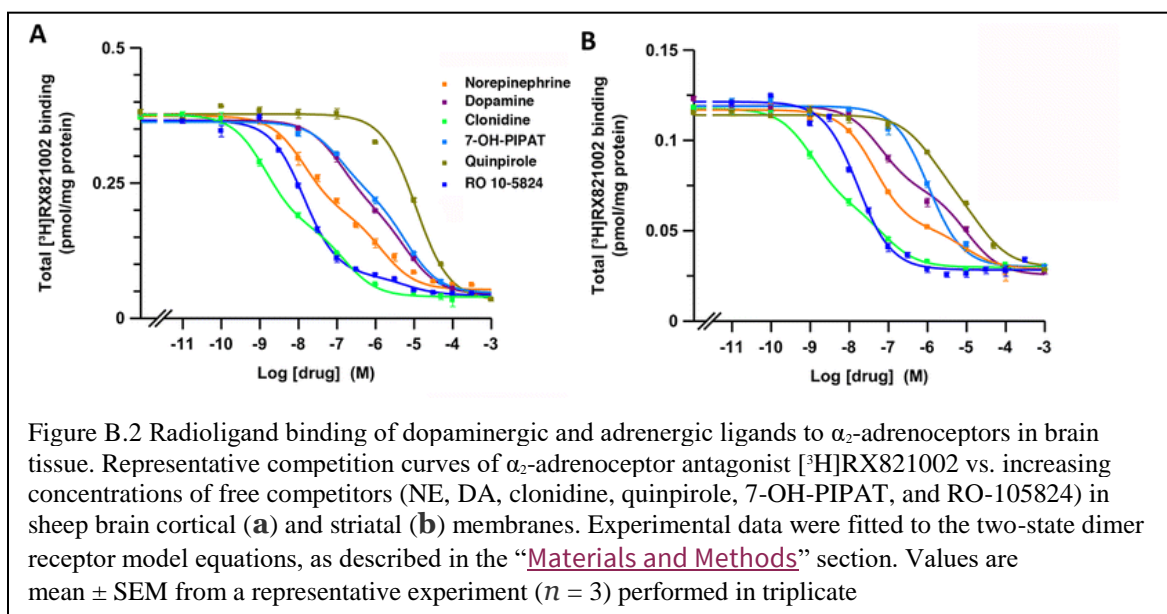 A
B
0.5
0.25
0
Total [³H]RX821002 binding
(pmol/mg protein)
-11 -10 -9 -8 -7 -6 -5 -4 -3
Log [drug] (M)
Norepinephrine
Dopamine
Clonidine
7-OH-PIPAT
Quinpirole
RO 10-5824
0.15
0.1
0.05
0
Total [³H]RX821002 binding
(pmol/mg protein)
-11 -10 -9 -8 -7 -6 -5 -4 -3
Log [drug] (M)
Figure B.2 Radioligand binding of dopaminergic and adrenergic ligands to α₂-adrenoceptors in brain
tissue. Representative competition curves of α₂-adrenoceptor antagonist [³H]RX821002 vs. increasing
concentrations of free competitors (NE, DA, clonidine, quinpirole, 7-OH-PIPAT, and RO-105824) in
sheep brain cortical (a) and striatal (b) membranes. Experimental data were fitted to the two-state dimer
receptor model equations, as described in the “Materials and Methods” section. Values are
mean ± SEM from a representative experiment (n = 3) performed in triplicate